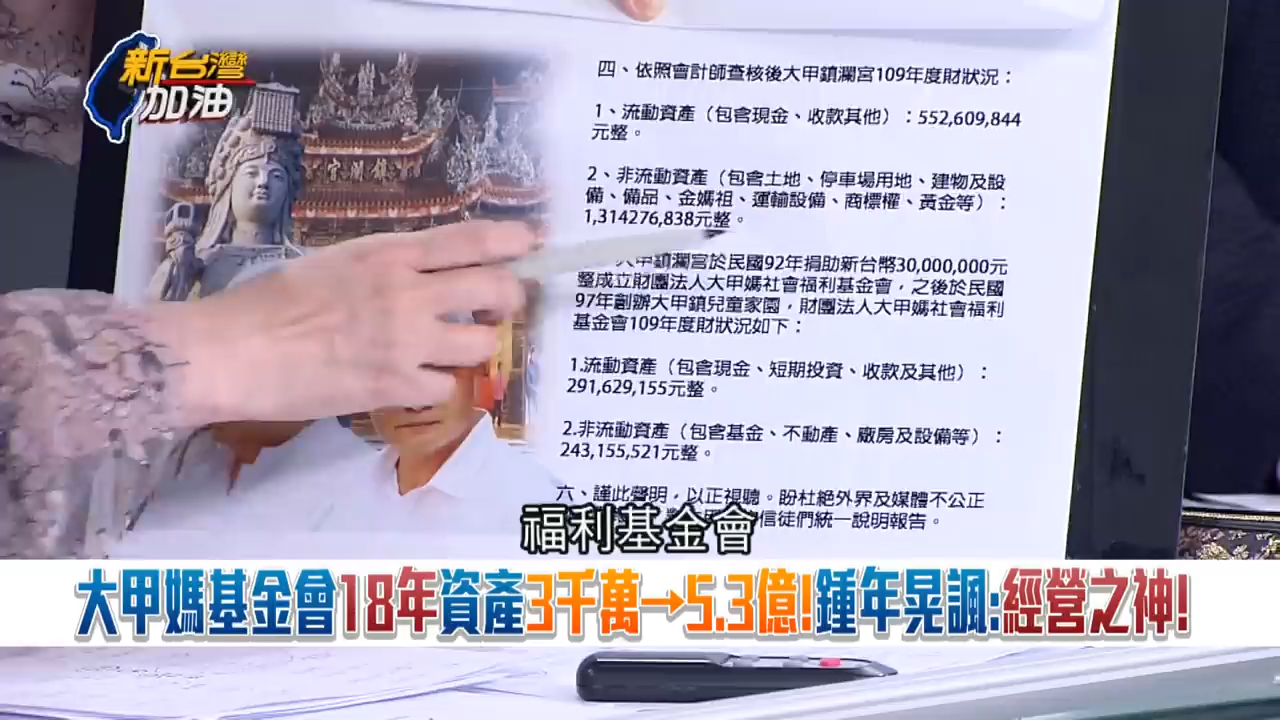 新台灣
加油
鎮瀾宮
四、依照會計師查核後大甲鎮瀾宮109年度財狀況：
1、流動資產（包含現金、收款其他）：552,609,844
元整。
2、非流動資產（包含土地、停車場用地、建物及設
備、備品、金媽祖、運輸設備、商標權、黃金等）：
1,314276,838元整。
大甲鎮瀾宮於民國92年捐助新台幣30,000,000元
整成立財團法人大甲媽社會福利基金會，之後於民國
97年創辦大甲鎮兒童家園，財團法人大甲媽社會福利
基金會109年度財狀況如下：
1.流動資產（包含現金、短期投資、收款及其他）：
291,629,155元整。
2.非流動資產（包含基金、不動產、廠房及設備等）：
243,155,521元整。
六、謹此聲明，以正視聽。盼杜絕外界及媒體不公正
信徒們統一說明報告。
福利基金會
大甲媽基金會18年資產3千萬→5.3億!鍾年晃諷:經營之神!